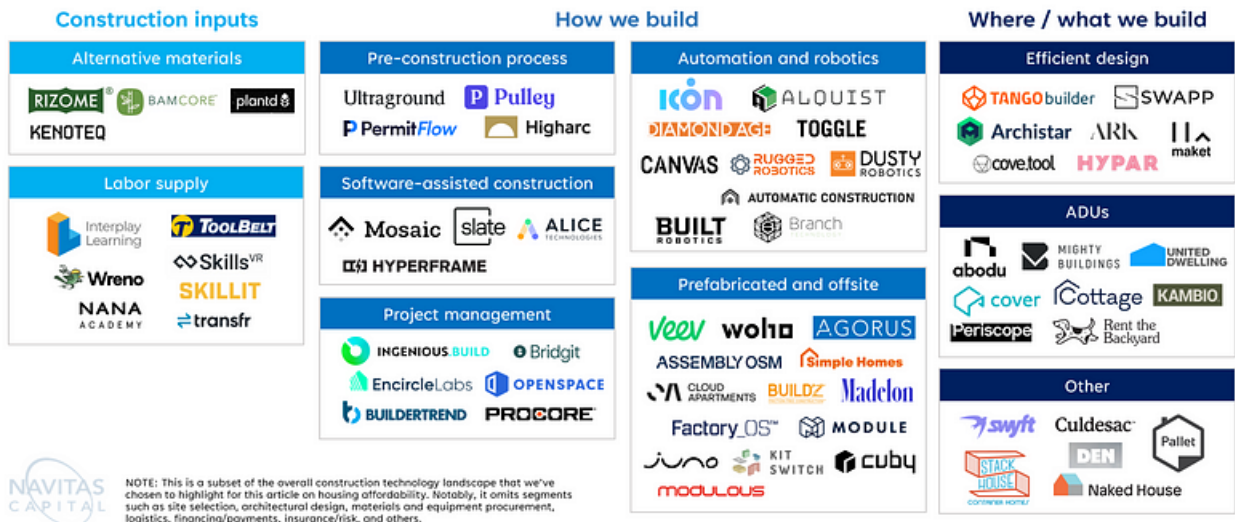 Construction inputs
How we build
Where / what we build
Alternative materials
RIZOME®
BAMCORE
plantd
KENOTEQ
Labor supply
Interplay
Learning
TOOLBELT
Wreno
SkillsVR
NANA
ACADEMY
SKILLIT
transfr
Pre-construction process
Ultraground
P Pulley
PermitFlow
Higharc
Software-assisted construction
Mosaic
slate
ALICE
TECHNOLOGIES
HYPERFRAME
Project management
INGENIOUS.BUILD
Bridgit
EncircleLabs
OPENSPACE
BUILDERTREND
PROCORE
Automation and robotics
ICON
ALQUIST
DIAMOND AGE
TOGGLE
CANVAS
RUGGED
ROBOTICS
DUSTY
ROBOTICS
AUTOMATIC CONSTRUCTION
BUILT
ROBOTICS
Branch
TECHNOLOGY
Prefabricated and offsite
veev
woho
AGORUS
ASSEMBLY OSM
Simple Homes
CLOUD
APARTMENTS
BUILDZ
Madelon
Factory_OS™
MODULE
juno
KIT
SWITCH
cuby
modulous
Efficient design
TANGObuilder
SWAPP
Archistar
ARK
maket
cove.tool
HYPAR
ADUs
abodu
MIGHTY
BUILDINGS
UNITED
DWELLING
cover
Cottage
KAMBIO
Periscope
Rent the
Backyard
Other
swyft
Culdesac
Pallet
DEN
STACK
HOUSE
CONTAINER HOMES
Naked House
NAVITAS
CAPITAL
NOTE: This is a subset of the overall construction technology landscape that we've
chosen to highlight for this article on housing affordability. Notably, it omits segments
such as site selection, architectural design, materials and equipment procurement,
logistics, financing/payments, insurance/risk, and others.